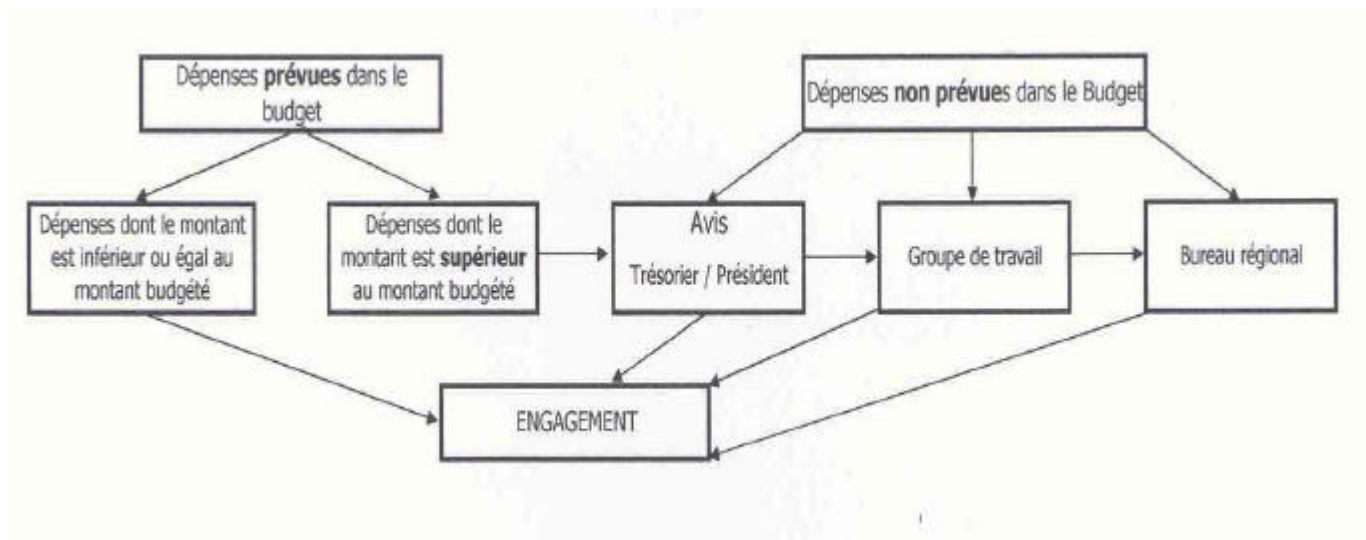 Dépenses prévues dans le
budget
Dépenses non prévues dans le Budget
Dépenses dont le montant
est inférieur ou égal au
montant budgété
Dépenses dont le
montant est supérieur
au montant budgété
Avis
Trésorier / Président
Groupe de travail
Bureau régional
ENGAGEMENT